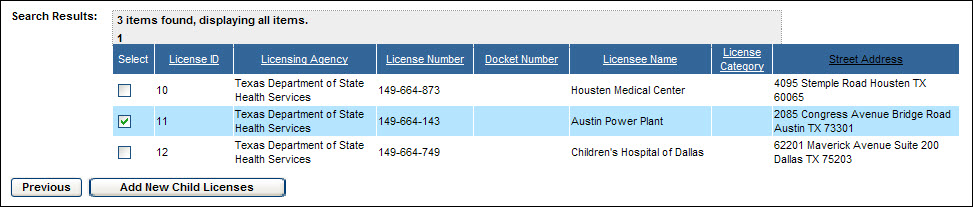 Search Results:
3 items found, displaying all items.
1
Select License ID Licensing Agency License Number Docket Number Licensee Name License Category Street Address
10 Texas Department of State Health Services 149-664-873 Housten Medical Center 4095 Stemple Road Housten TX 60065
11 Texas Department of State Health Services 149-664-143 Austin Power Plant 2085 Congress Avenue Bridge Road Austin TX 73301
12 Texas Department of State Health Services 149-664-749 Children's Hospital of Dallas 62201 Maverick Avenue Suite 200 Dallas TX 75203
Previous Add New Child Licenses